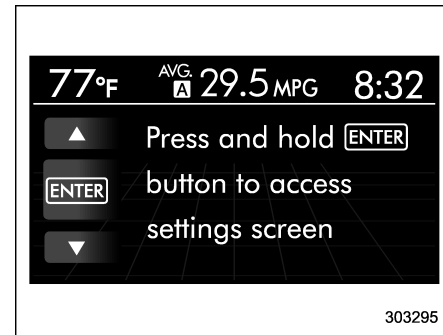 77°F AVG. A 29.5 MPG 8:32
Press and hold ENTER
ENTER button to access
settings screen
303295